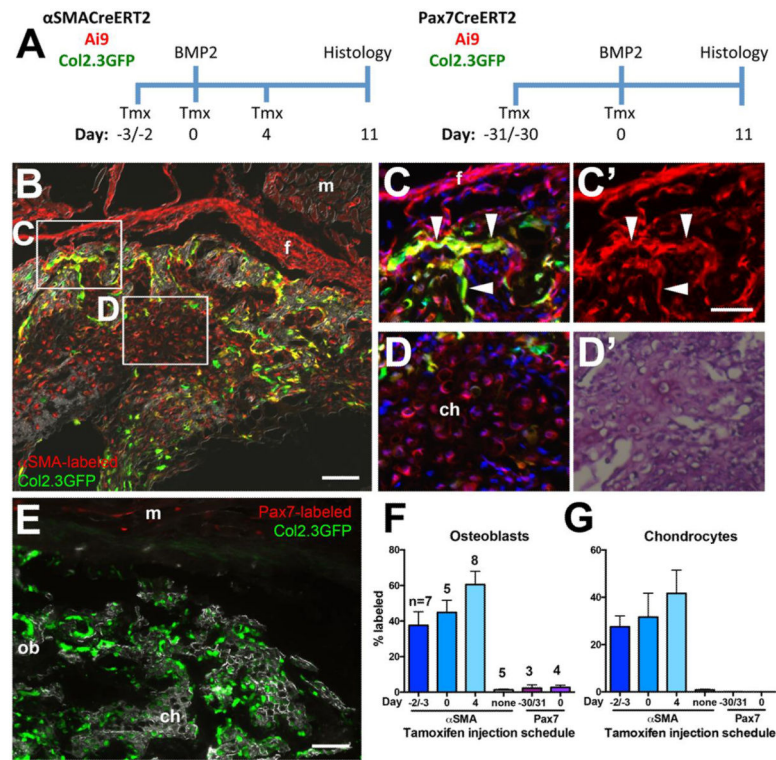 A
αSMACreERT2
Ai9
Col2.3GFP
BMP2
Histology
Tmx
Tmx
Tmx
Day:
-3/-2
0
4
11
Pax7CreERT2
Ai9
Col2.3GFP
BMP2
Histology
Tmx
Tmx
Day:
-31/-30
0
11
B
m
f
C
D
αSMA-labeled
Col2.3GFP
C
f
C'
D
ch
D'
E
m
Pax7-labeled
Col2.3GFP
ob
ch
F
Osteoblasts
% labeled
80
60
40
20
0
n=7
5
8
5
3
4
Day
-2/-3
0
4
none
-30/31
0
αSMA
Pax7
Tamoxifen injection schedule
G
Chondrocytes
60
40
20
0
Day
-2/-3
0
4
none
-30/31
0
αSMA
Pax7
Tamoxifen injection schedule